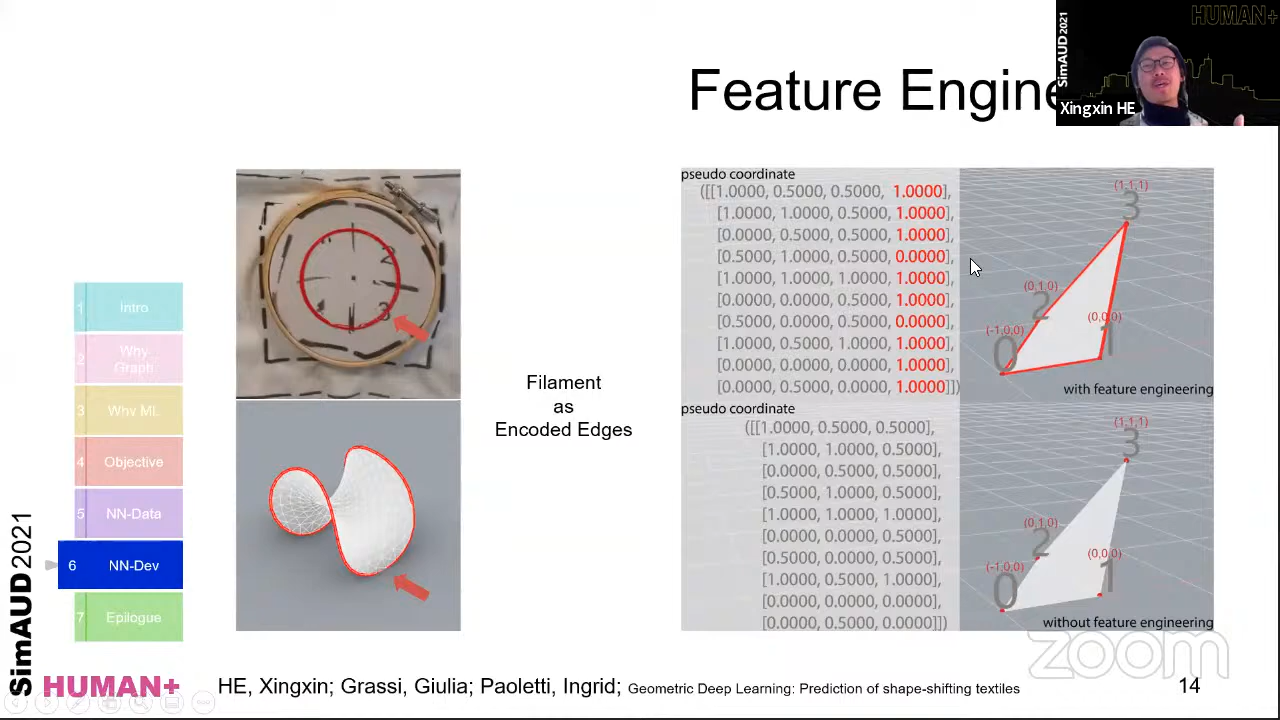 HUMAN+
SimAUD2021
Xingxin HE
Feature Engine
2
3
1 Intro
2 Why Graph
3 Why ML
4 Objective
5 NN-Data
6 NN-Dev
7 Epilogue
Filament
as
Encoded Edges
pseudo coordinate
([[1.0000, 0.5000, 0.5000, 1.0000],
[1.0000, 1.0000, 0.5000, 1.0000],
[0.0000, 0.5000, 0.5000, 1.0000],
[0.5000, 1.0000, 0.5000, 0.0000],
[1.0000, 1.0000, 1.0000, 1.0000],
[0.0000, 0.0000, 0.5000, 1.0000],
[0.5000, 0.0000, 0.5000, 0.0000],
[1.0000, 0.5000, 1.0000, 1.0000],
[0.0000, 0.0000, 0.0000, 1.0000],
[0.0000, 0.5000, 0.0000, 1.0000]])
(1,1,1)
3
(0,1,0)
2
(0,0,0)
1
(-1,0,0)
0
with feature engineering
pseudo coordinate
([[1.0000, 0.5000, 0.5000],
[1.0000, 1.0000, 0.5000],
[0.0000, 0.5000, 0.5000],
[0.5000, 1.0000, 0.5000],
[1.0000, 1.0000, 1.0000],
[0.0000, 0.0000, 0.5000],
[0.5000, 0.0000, 0.5000],
[1.0000, 0.5000, 1.0000],
[0.0000, 0.0000, 0.0000],
[0.0000, 0.5000, 0.0000]])
(1,1,1)
3
(0,1,0)
2
(0,0,0)
1
(-1,0,0)
0
without feature engineering
zoom
SimAUD2021
HUMAN+
HE, Xingxin; Grassi, Giulia; Paoletti, Ingrid; Geometric Deep Learning: Prediction of shape-shifting textiles
14